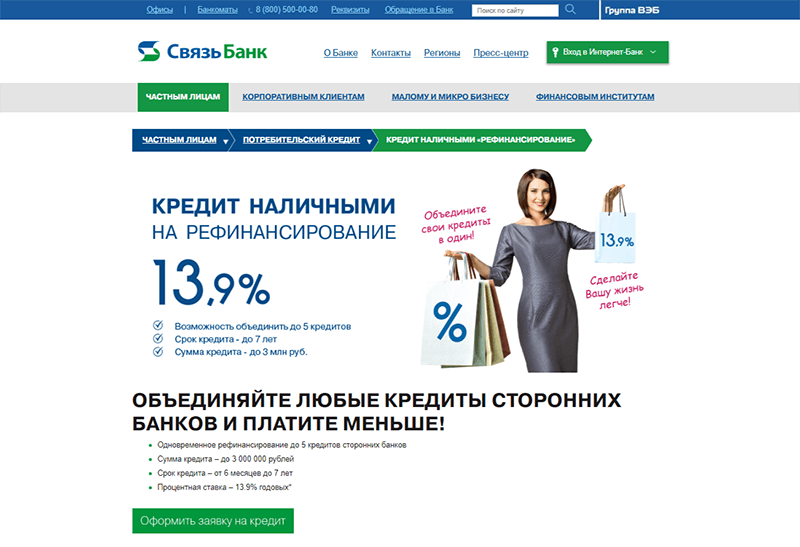 Офисы | Банкоматы 8 (800) 500-00-80 Реквизиты Обращение в Банк Поиск по сайту Группа ВЭБ
Связь Банк О Банке Контакты Регионы Пресс-центр Вход в Интернет-Банк
ЧАСТНЫМ ЛИЦАМ КОРПОРАТИВНЫМ КЛИЕНТАМ МАЛОМУ И МИКРО БИЗНЕСУ ФИНАНСОВЫМ ИНСТИТУТАМ
ЧАСТНЫМ ЛИЦАМ ПОТРЕБИТЕЛЬСКИЙ КРЕДИТ КРЕДИТ НАЛИЧНЫМИ «РЕФИНАНСИРОВАНИЕ»
КРЕДИТ НАЛИЧНЫМИ
НА РЕФИНАНСИРОВАНИЕ
13,9%
Возможность объединить до 5 кредитов
Срок кредита - до 7 лет
Сумма кредита - до 3 млн руб.
Объедините
свои кредиты
в один!
%
13,9%
Сделайте
Вашу жизнь
легче!
ОБЪЕДИНЯЙТЕ ЛЮБЫЕ КРЕДИТЫ СТОРОННИХ
БАНКОВ И ПЛАТИТЕ МЕНЬШЕ!
• Одновременное рефинансирование до 5 кредитов сторонних банков
• Сумма кредита – до 3 000 000 рублей
• Срок кредита – от 6 месяцев до 7 лет
• Процентная ставка – 13.9% годовых*
Оформить заявку на кредит